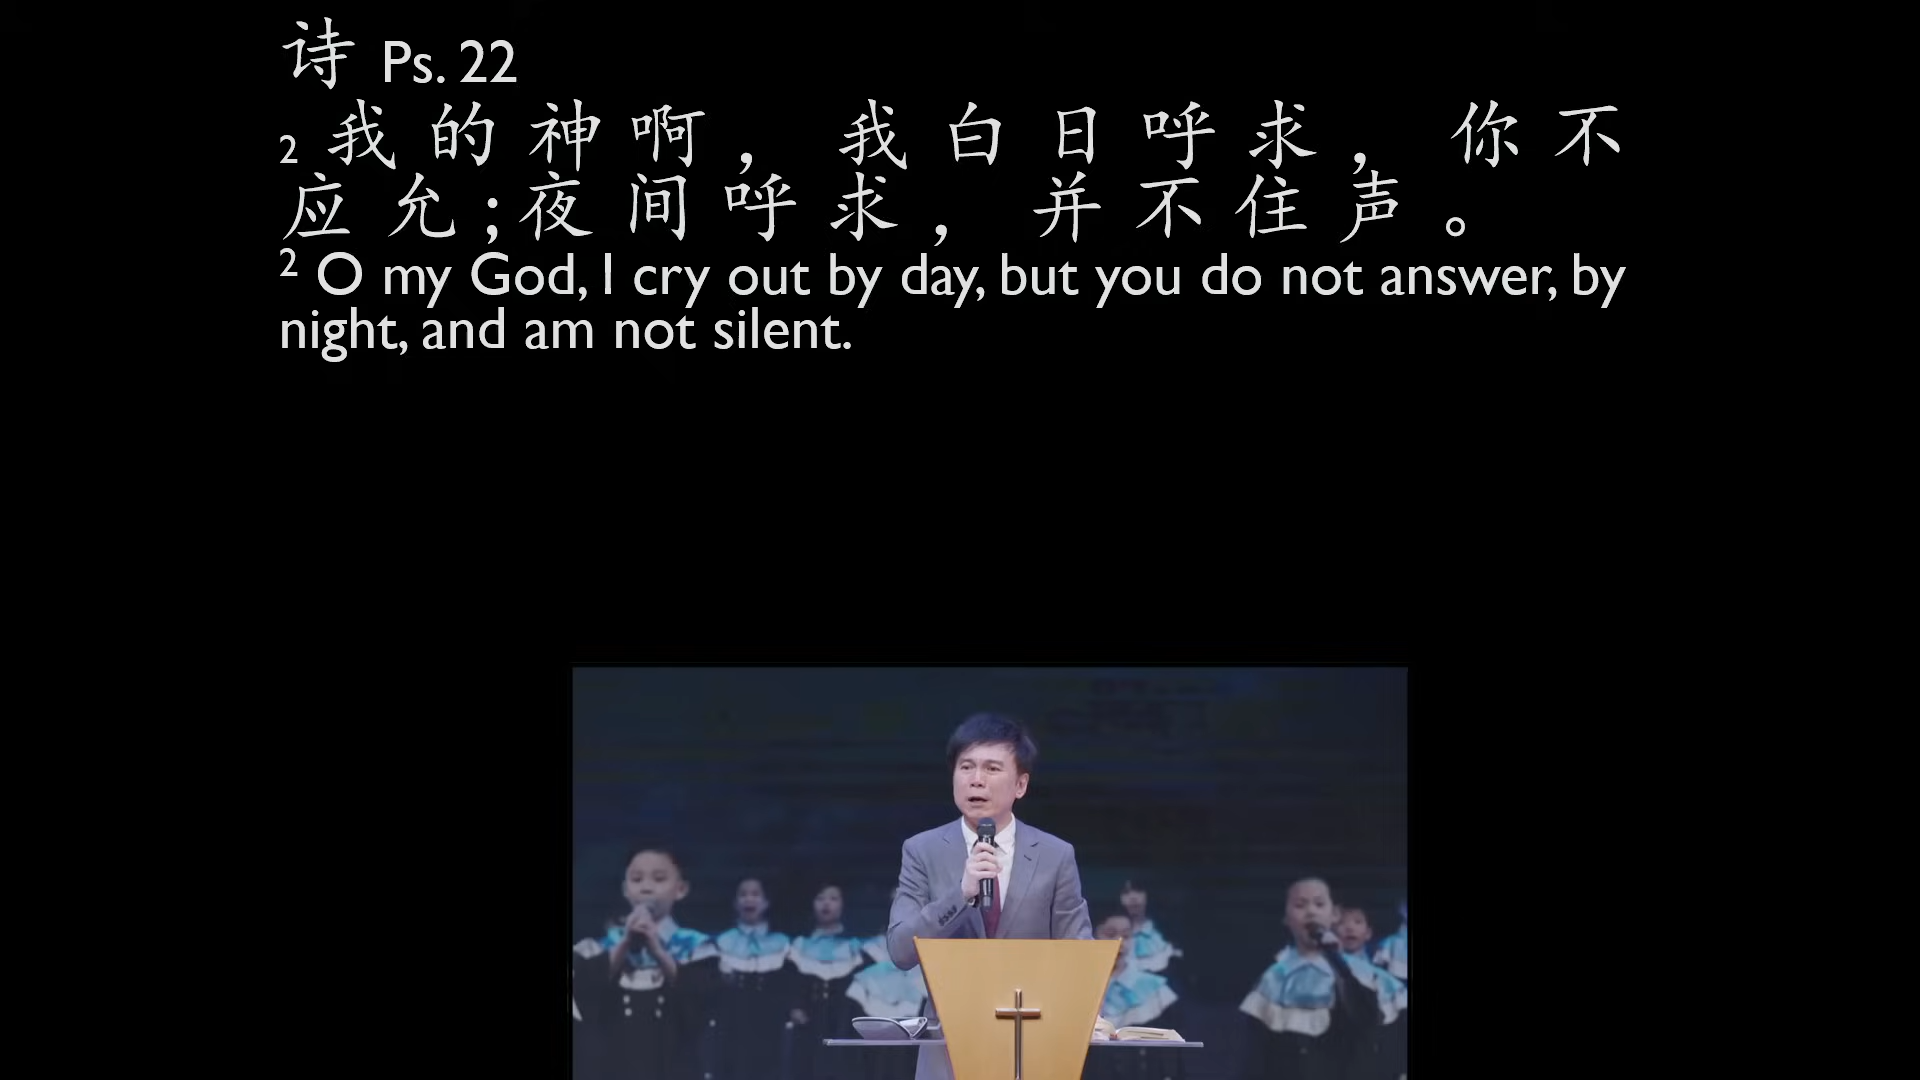 诗 Ps. 22
2 我的神啊，我白日呼求，你不
应允;夜间呼求，并不住声。
2 O my God, I cry out by day, but you do not answer, by
night, and am not silent.